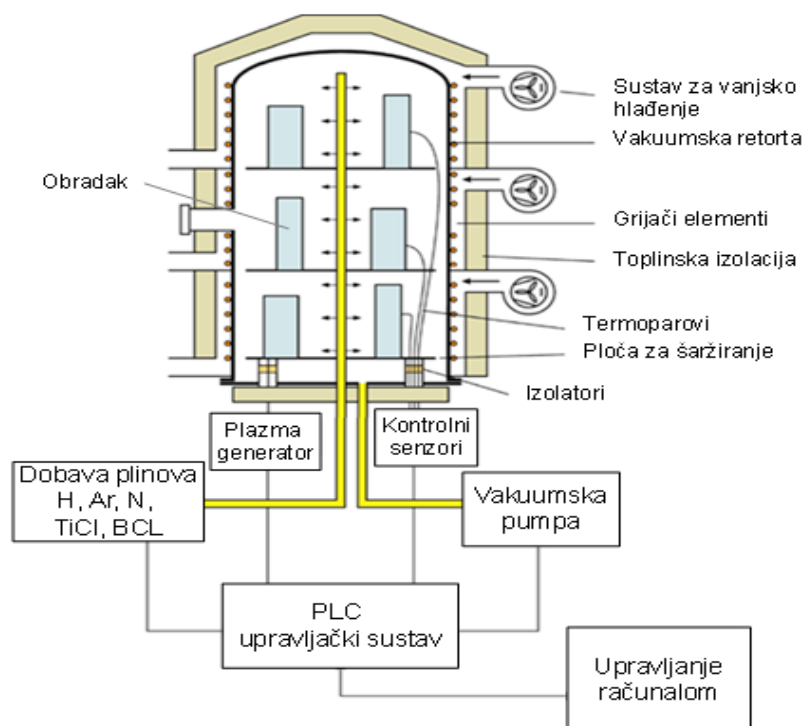 Sustav za vanjsko
hlađenje
Vakuumska retorta
Obradak
Grijači elementi
Toplinska izolacija
Termoparovi
Ploča za šaržiranje
Izolatori
Plazma
generator
Kontrolni
senzori
Dobava plinova
H, Ar, N,
TiCl, BCL
Vakuumska
pumpa
PLC
upravljački sustav
Upravljanje
računalom